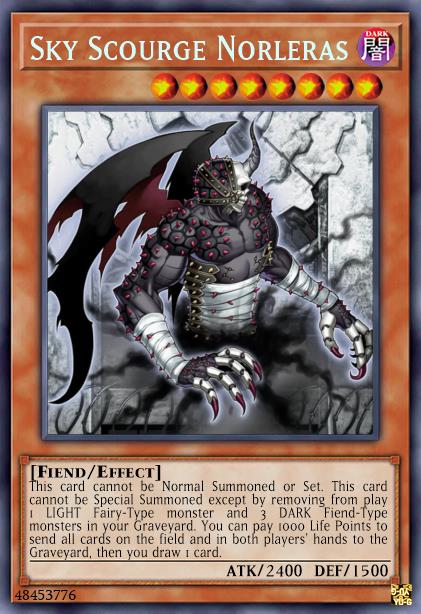 Sky Scourge Norleras
DARK
闇
[Fiend/Effect]
This card cannot be Normal Summoned or Set. This card
cannot be Special Summoned except by removing from play
1 LIGHT Fairy-Type monster and 3 DARK Fiend-Type
monsters in your Graveyard. You can pay 1000 Life Points to
send all cards on the field and in both players' hands to the
Graveyard, then you draw 1 card.
ATK/2400 DEF/1500
48453776